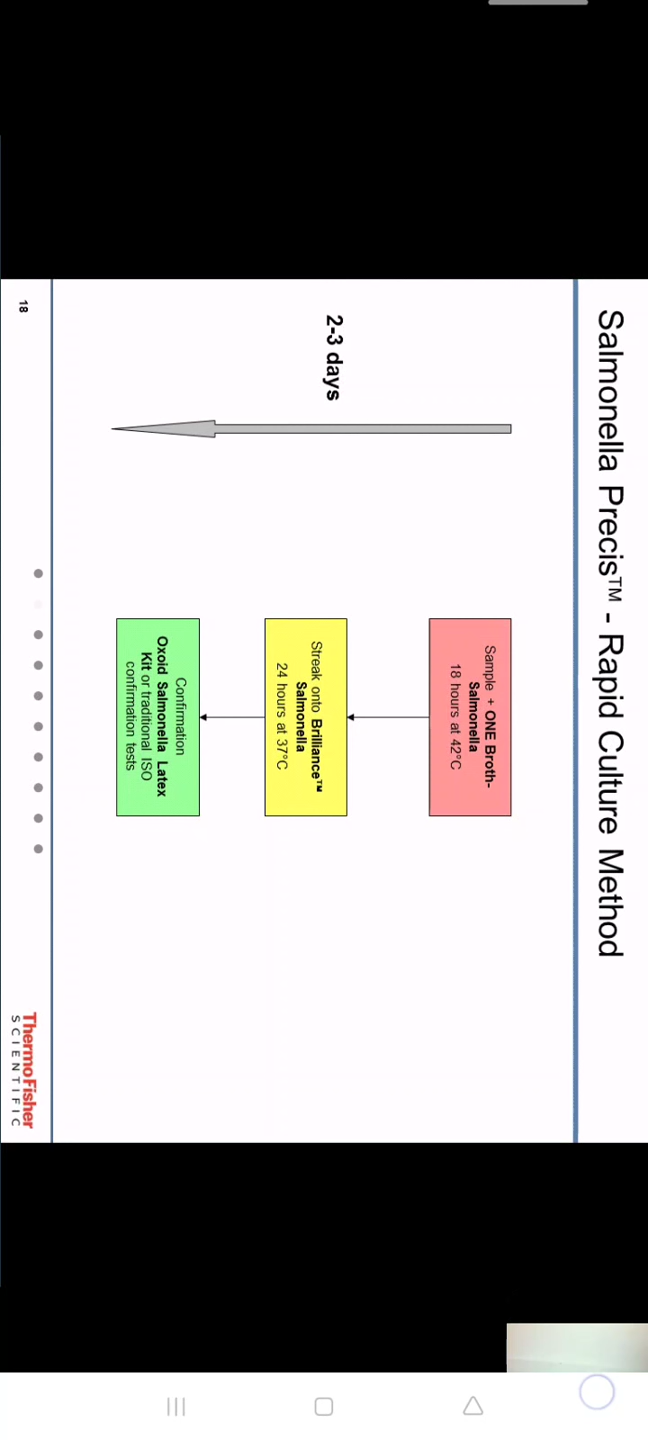 Salmonella Precis™ - Rapid Culture Method
2-3 days
Sample + ONE Broth-
Salmonella
18 hours at 42°C
Streak onto Brilliance™
Salmonella
24 hours at 37°C
Confirmation
Oxoid Salmonella Latex
Kit or traditional ISO
confirmation tests
18
ThermoFisher
SCIENTIFIC